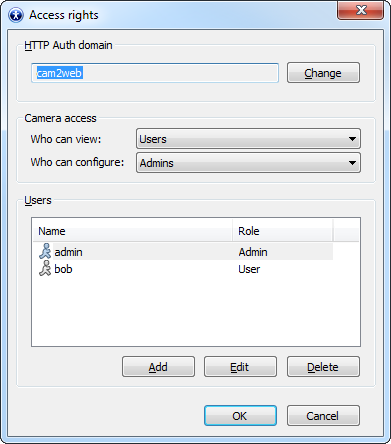 Access rights
HTTP Auth domain
cam2web
Change
Camera access
Who can view: Users
Who can configure: Admins
Users
Name Role
admin Admin
bob User
Add Edit Delete
OK Cancel